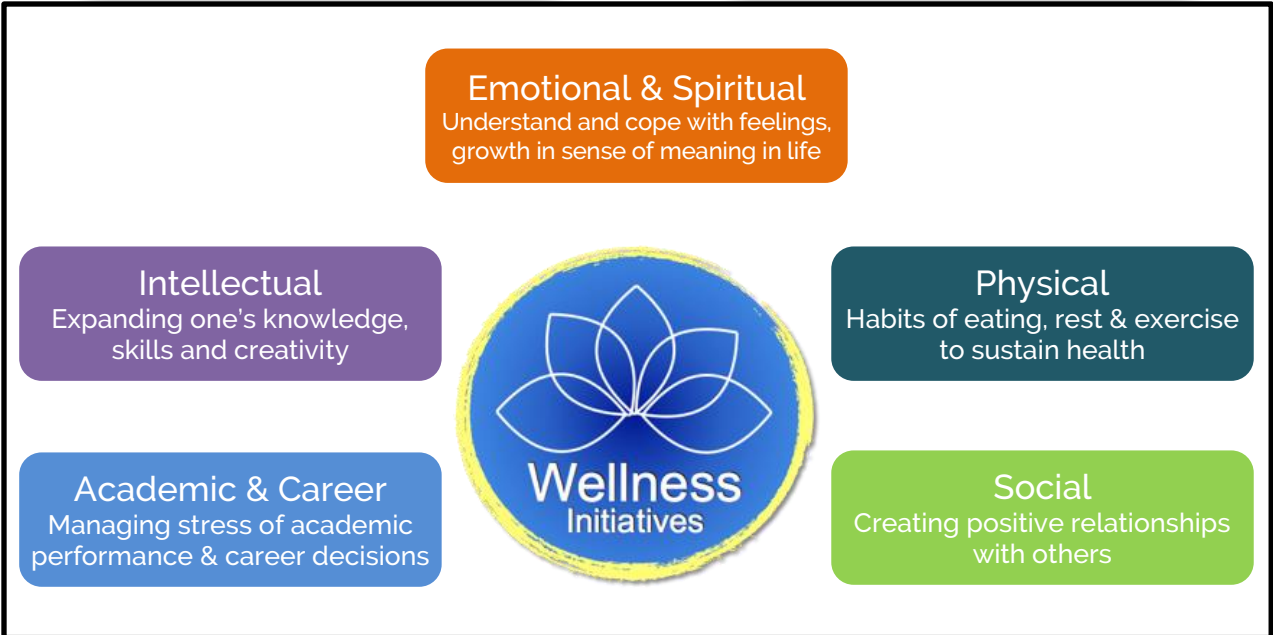 Emotional & Spiritual
Understand and cope with feelings,
growth in sense of meaning in life
Intellectual
Expanding one’s knowledge,
skills and creativity
Physical
Habits of eating, rest & exercise
to sustain health
Wellness
Initiatives
Academic & Career
Managing stress of academic
performance & career decisions
Social
Creating positive relationships
with others